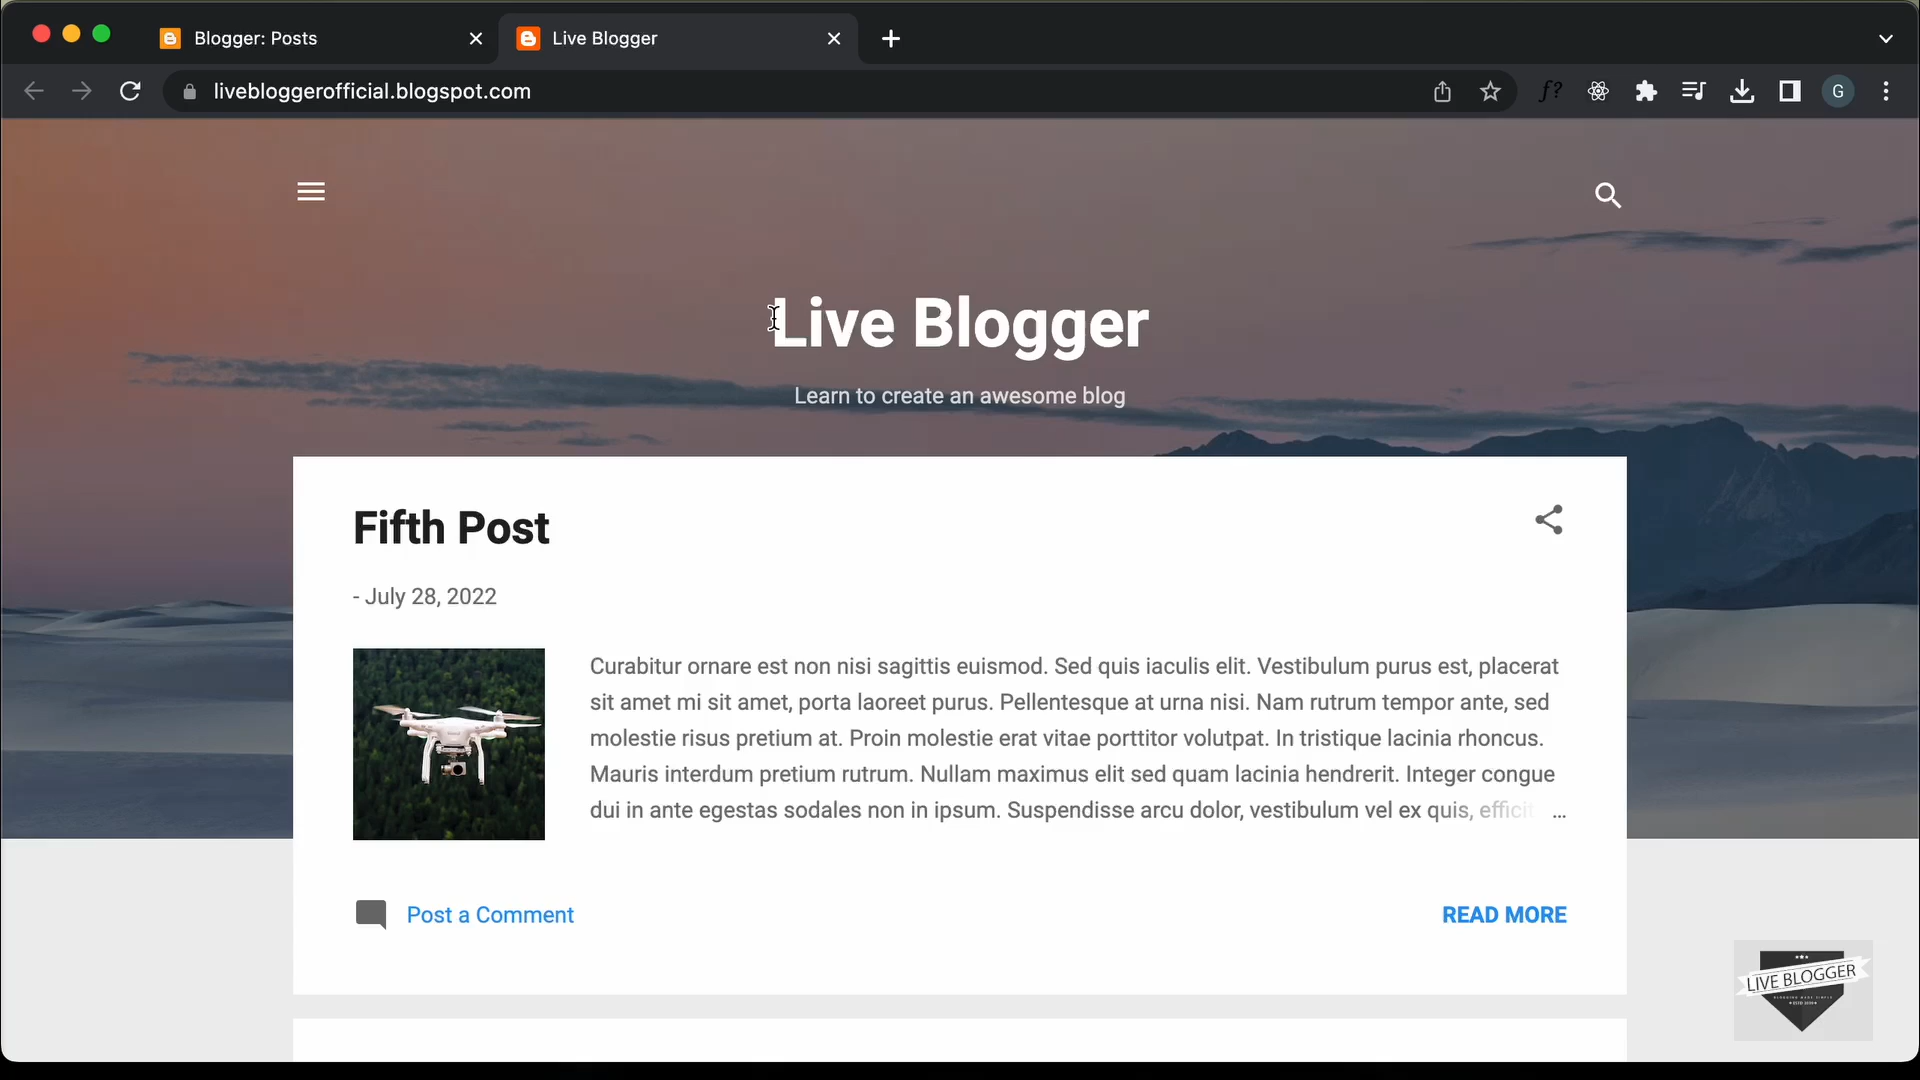 Blogger: Posts
Live Blogger
livebloggerofficial.blogspot.com
f?
G
Live Blogger
Learn to create an awesome blog
Fifth Post
- July 28, 2022
Curabitur ornare est non nisi sagittis euismod. Sed quis iaculis elit. Vestibulum purus est, placerat
sit amet mi sit amet, porta laoreet purus. Pellentesque at urna nisi. Nam rutrum tempor ante, sed
molestie risus pretium at. Proin molestie erat vitae porttitor volutpat. In tristique lacinia rhoncus.
Mauris interdum pretium rutrum. Nullam maximus elit sed quam lacinia hendrerit. Integer congue
dui in ante egestas sodales non in ipsum. Suspendisse arcu dolor, vestibulum vel ex quis, efficit ...
Post a Comment
READ MORE
LIVE BLOGGER
BLOGGING MADE SIMPLE